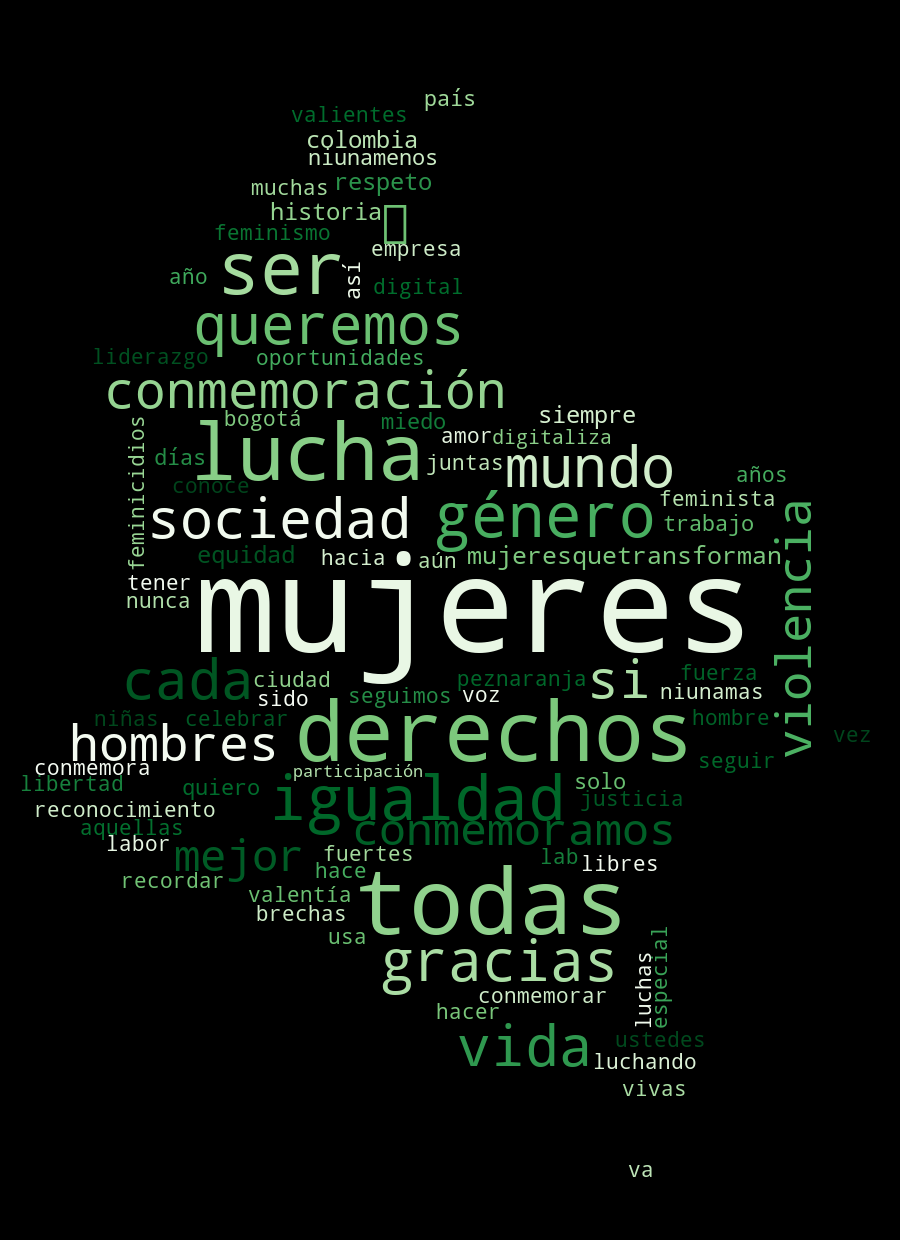 país
valientes
colombia
niunamenos
respeto
muchas
historia
feminismo
empresa
ser
así
año
digital
queremos
liderazgo
oportunidades
conmemoración
siempre
bogotá
miedo
lucha
amor
digitaliza
feminicidios
días
juntas
mundo
años
conoce
feminista
sociedad
género
trabajo
violencia
equidad
hacia
aún
mujeresquetransforman
tener
nunca
mujeres
cada
ciudad
seguimos
peznaranja
si
fuerza
sido
voz
niunamas
niñas
celebrar
derechos
hombre
vez
hombres
seguir
conmemora
participación
libertad
quiero
igualdad
solo
justicia
reconocimiento
aquellas
conmemoramos
labor
mejor
fuertes
lab
libres
hace
recordar
valentía
todas
brechas
usa
gracias
luchas
especial
conmemorar
hacer
vida
ustedes
luchando
vivas
va